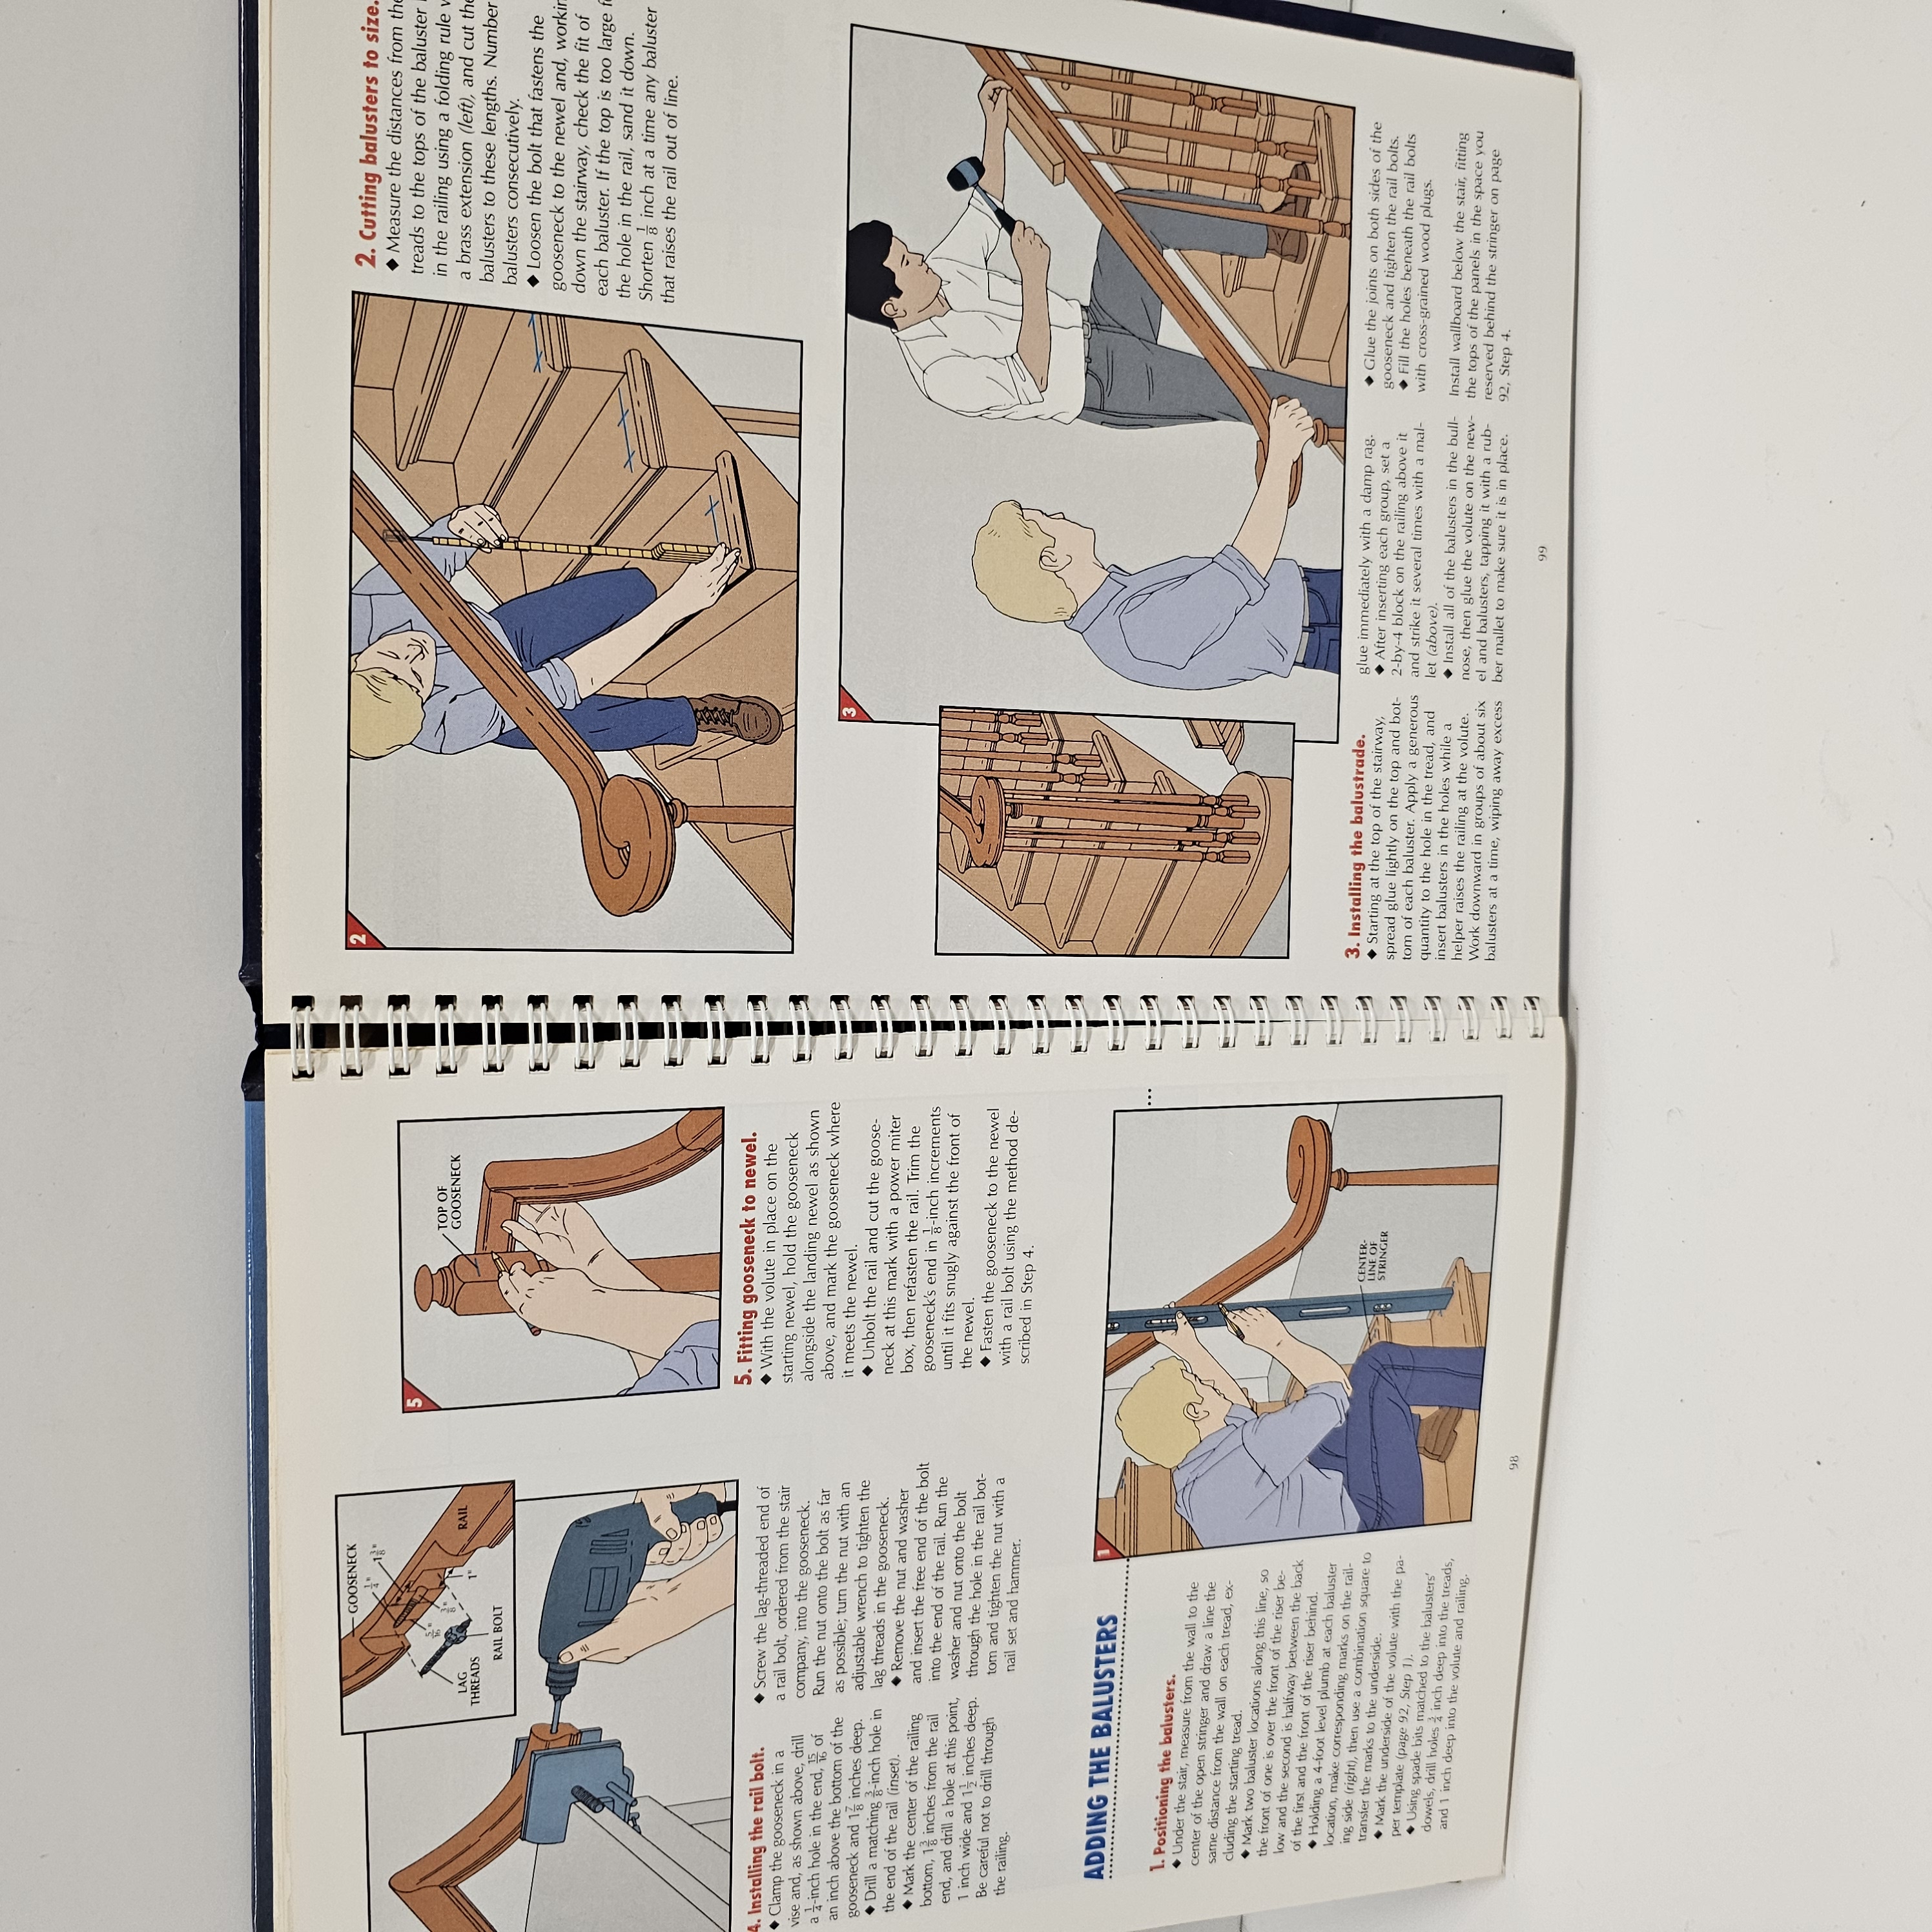 GOOSENECK
1/4"
1 3/8"
5/16"
3/8"
1"
LAG
THREADS
RAIL BOLT
RAIL
4. Installing the rail bolt.
◆ Clamp the gooseneck in a
vise and, as shown above, drill
a 1/4-inch hole in the end, 15/16 of
an inch above the bottom of the
gooseneck and 1 7/8 inches deep.
◆ Drill a matching 3/8-inch hole in
the end of the rail (inset).
◆ Mark the center of the railing
bottom, 1 3/8 inches from the rail
end, and drill a hole at this point,
1 inch wide and 1 1/2 inches deep.
Be careful not to drill through
the railing.
◆ Screw the lag-threaded end of
a rail bolt, ordered from the stair
company, into the gooseneck.
Run the nut onto the bolt as far
as possible; turn the nut with an
adjustable wrench to tighten the
lag threads in the gooseneck.
◆ Remove the nut and washer
and insert the free end of the bolt
into the end of the rail. Run the
washer and nut onto the bolt
through the hole in the rail bot-
tom and tighten the nut with a
nail set and hammer.
5
TOP OF
GOOSENECK
5. Fitting gooseneck to newel.
◆ With the volute in place on the
starting newel, hold the gooseneck
alongside the landing newel as shown
above, and mark the gooseneck where
it meets the newel.
◆ Unbolt the rail and cut the goose-
neck at this mark with a power miter
box, then refasten the rail. Trim the
gooseneck's end in 1/8-inch increments
until it fits snugly against the front of
the newel.
◆ Fasten the gooseneck to the newel
with a rail bolt using the method de-
scribed in Step 4.
ADDING THE BALUSTERS
1. Positioning the balusters.
◆ Under the stair, measure from the wall to the
center of the open stringer and draw a line the
same distance from the wall on each tread, ex-
cluding the starting tread.
◆ Mark two baluster locations along this line, so
the front of one is over the front of the riser be-
low and the second is halfway between the back
of the first and the front of the riser behind.
◆ Holding a 4-foot level plumb at each baluster
location, make corresponding marks on the rail-
ing side (right), then use a combination square to
transfer the marks to the underside.
◆ Mark the underside of the volute with the pa-
per template (page 92, Step 1).
◆ Using spade bits matched to the balusters'
dowels, drill holes 3/4 inch deep into the treads,
and 1 inch deep into the volute and railing.
1
CENTER-
LINE OF
STRINGER
98
2
2. Cutting balusters to size.
◆ Measure the distances from the
treads to the tops of the baluster
in the railing using a folding rule
a brass extension (left), and cut the
balusters to these lengths. Number
balusters consecutively.
◆ Loosen the bolt that fastens the
gooseneck to the newel and, workin
down the stairway, check the fit of
each baluster. If the top is too large f
the hole in the rail, sand it down.
Shorten 1/8 inch at a time any baluster
that raises the rail out of line.
3
3. Installing the balustrade.
◆ Starting at the top of the stairway,
spread glue lightly on the top and bot-
tom of each baluster. Apply a generous
quantity to the hole in the tread, and
insert balusters in the holes while a
helper raises the railing at the volute.
Work downward in groups of about six
balusters at a time, wiping away excess
glue immediately with a damp rag.
◆ After inserting each group, set a
2-by-4 block on the railing above it
and strike it several times with a mal-
let (above).
◆ Install all of the balusters in the bull-
nose, then glue the volute on the new-
el and balusters, tapping it with a rub-
ber mallet to make sure it is in place.
◆ Glue the joints on both sides of the
gooseneck and tighten the rail bolts.
◆ Fill the holes beneath the rail bolts
with cross-grained wood plugs.
Install wallboard below the stair, fitting
the tops of the panels in the space you
reserved behind the stringer on page
92, Step 4.
99